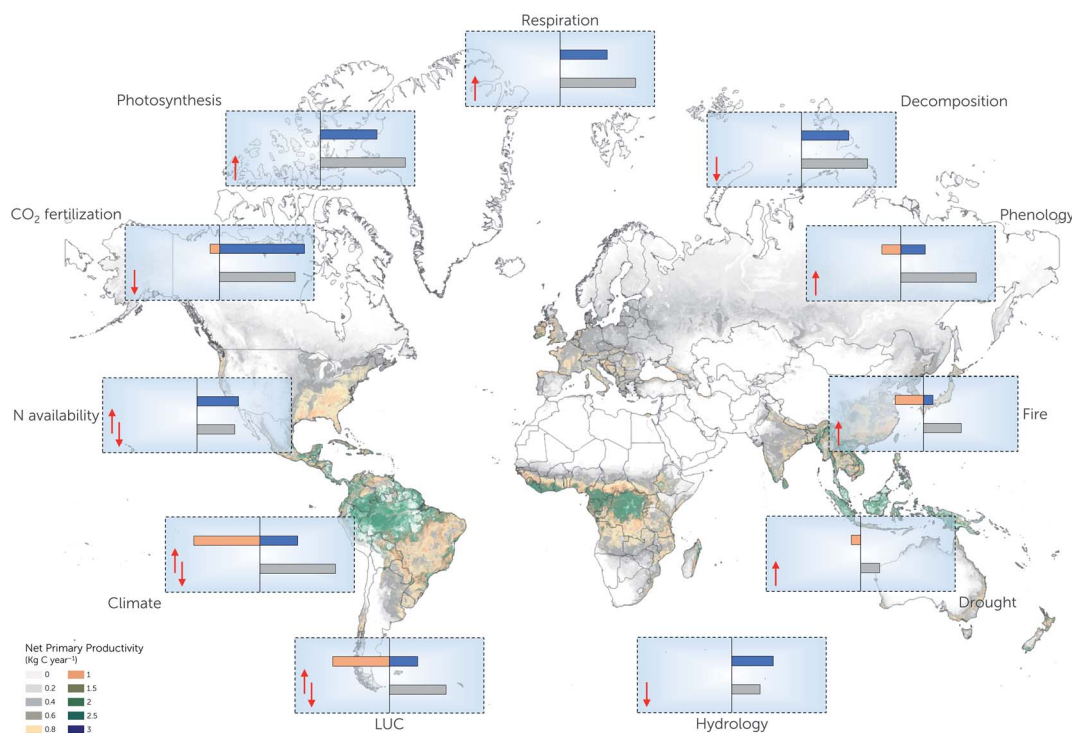 Respiration
Photosynthesis
Decomposition
CO₂ fertilization
Phenology
N availability
Fire
Climate
Drought
LUC
Hydrology
Net Primary Productivity
(Kg C year⁻¹)
0 1
0.2 1.5
0.4 2
0.6 2.5
0.8 3